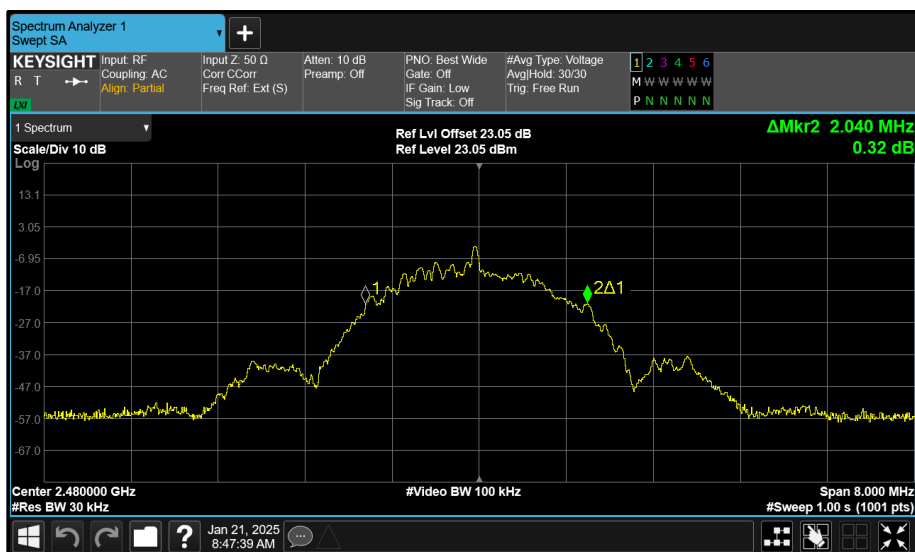 Spectrum Analyzer 1
Swept SA
KEYSIGHT
R T
LXI
Input: RF
Coupling: AC
Align: Partial
Input Z: 50 Ω
Corr CCorr
Freq Ref: Ext (S)
Atten: 10 dB
Preamp: Off
PNO: Best Wide
Gate: Off
IF Gain: Low
Sig Track: Off
#Avg Type: Voltage
Avg|Hold: 30/30
Trig: Free Run
1 2 3 4 5 6
M W W W W W
P N N N N N
1 Spectrum
Scale/Div 10 dB
Ref Lvl Offset 23.05 dB
Ref Level 23.05 dBm
ΔMkr2 2.040 MHz
0.32 dB
Log
13.1
3.05
-6.95
-17.0
-27.0
-37.0
-47.0
-57.0
-67.0
1
2Δ1
Center 2.480000 GHz
#Res BW 30 kHz
#Video BW 100 kHz
Span 8.000 MHz
#Sweep 1.00 s (1001 pts)
?
Jan 21, 2025
8:47:39 AM